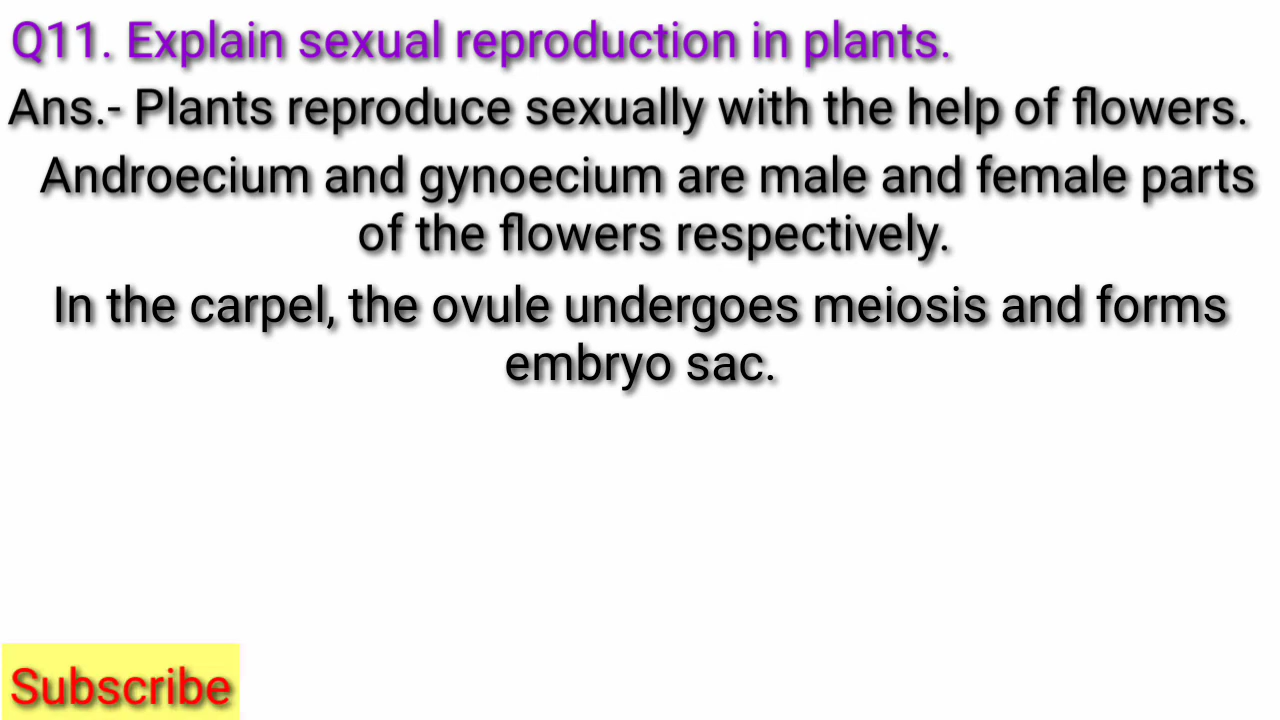 Q11. Explain sexual reproduction in plants.
Ans.- Plants reproduce sexually with the help of flowers.
Androecium and gynoecium are male and female parts
of the flowers respectively.
In the carpel, the ovule undergoes meiosis and forms
embryo sac.
Subscribe